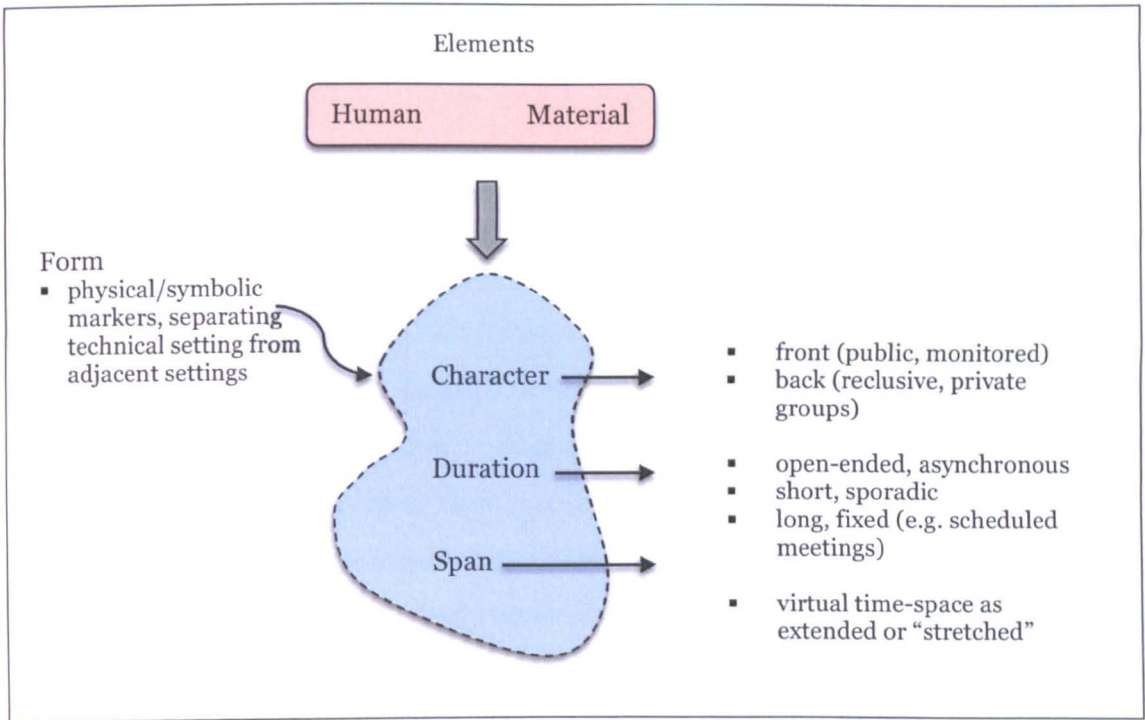 Elements
Human Material
Form
▪ physical/symbolic
markers, separating
technical setting from
adjacent settings
Character
▪ front (public, monitored)
▪ back (reclusive, private
groups)
Duration
▪ open-ended, asynchronous
▪ short, sporadic
▪ long, fixed (e.g. scheduled
meetings)
Span
▪ virtual time-space as
extended or “stretched”